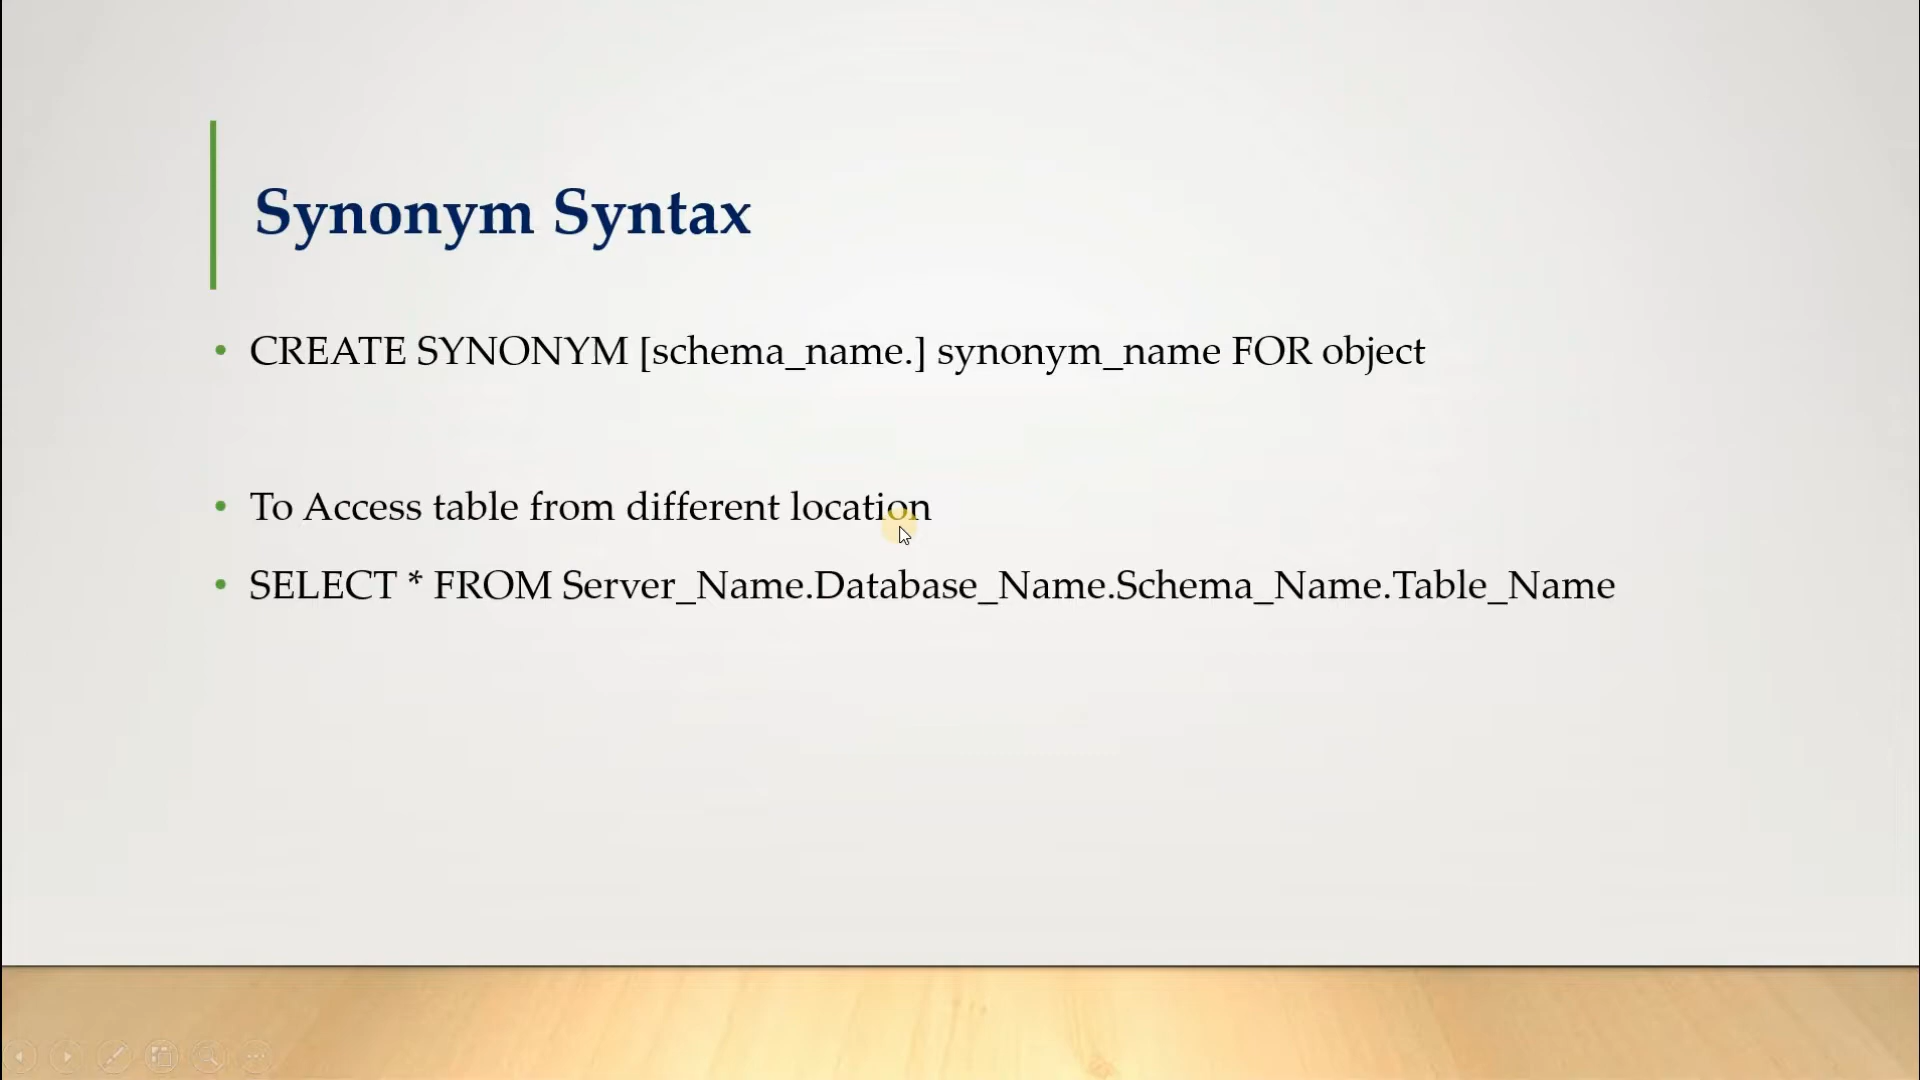 Synonym Syntax
• CREATE SYNONYM [schema_name.] synonym_name FOR object
• To Access table from different location
• SELECT * FROM Server_Name.Database_Name.Schema_Name.Table_Name